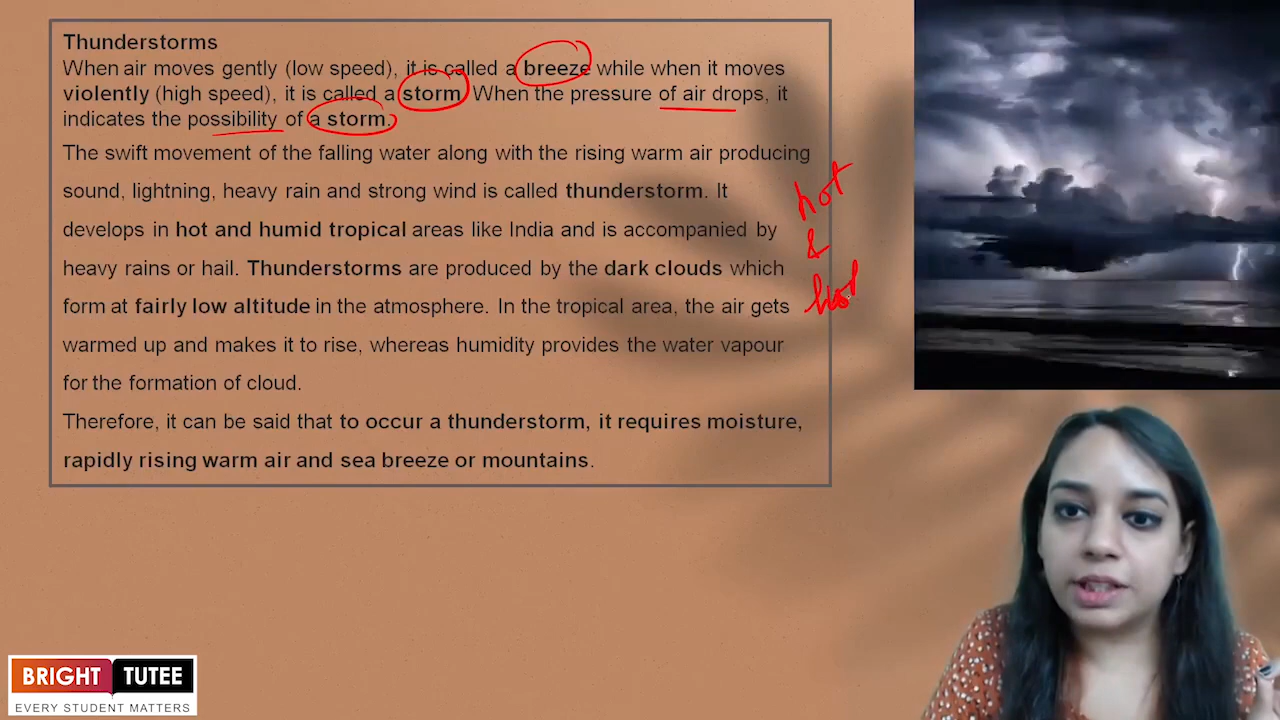 Thunderstorms
When air moves gently (low speed), it is called a breeze while when it moves
violently (high speed), it is called a storm. When the pressure of air drops, it
indicates the possibility of a storm.
The swift movement of the falling water along with the rising warm air producing
sound, lightning, heavy rain and strong wind is called thunderstorm. It
develops in hot and humid tropical areas like India and is accompanied by
heavy rains or hail. Thunderstorms are produced by the dark clouds which
form at fairly low altitude in the atmosphere. In the tropical area, the air gets
warmed up and makes it to rise, whereas humidity provides the water vapour
for the formation of cloud.
Therefore, it can be said that to occur a thunderstorm, it requires moisture,
rapidly rising warm air and sea breeze or mountains.
hot
&
BRIGHT TUTEE
EVERY STUDENT MATTERS